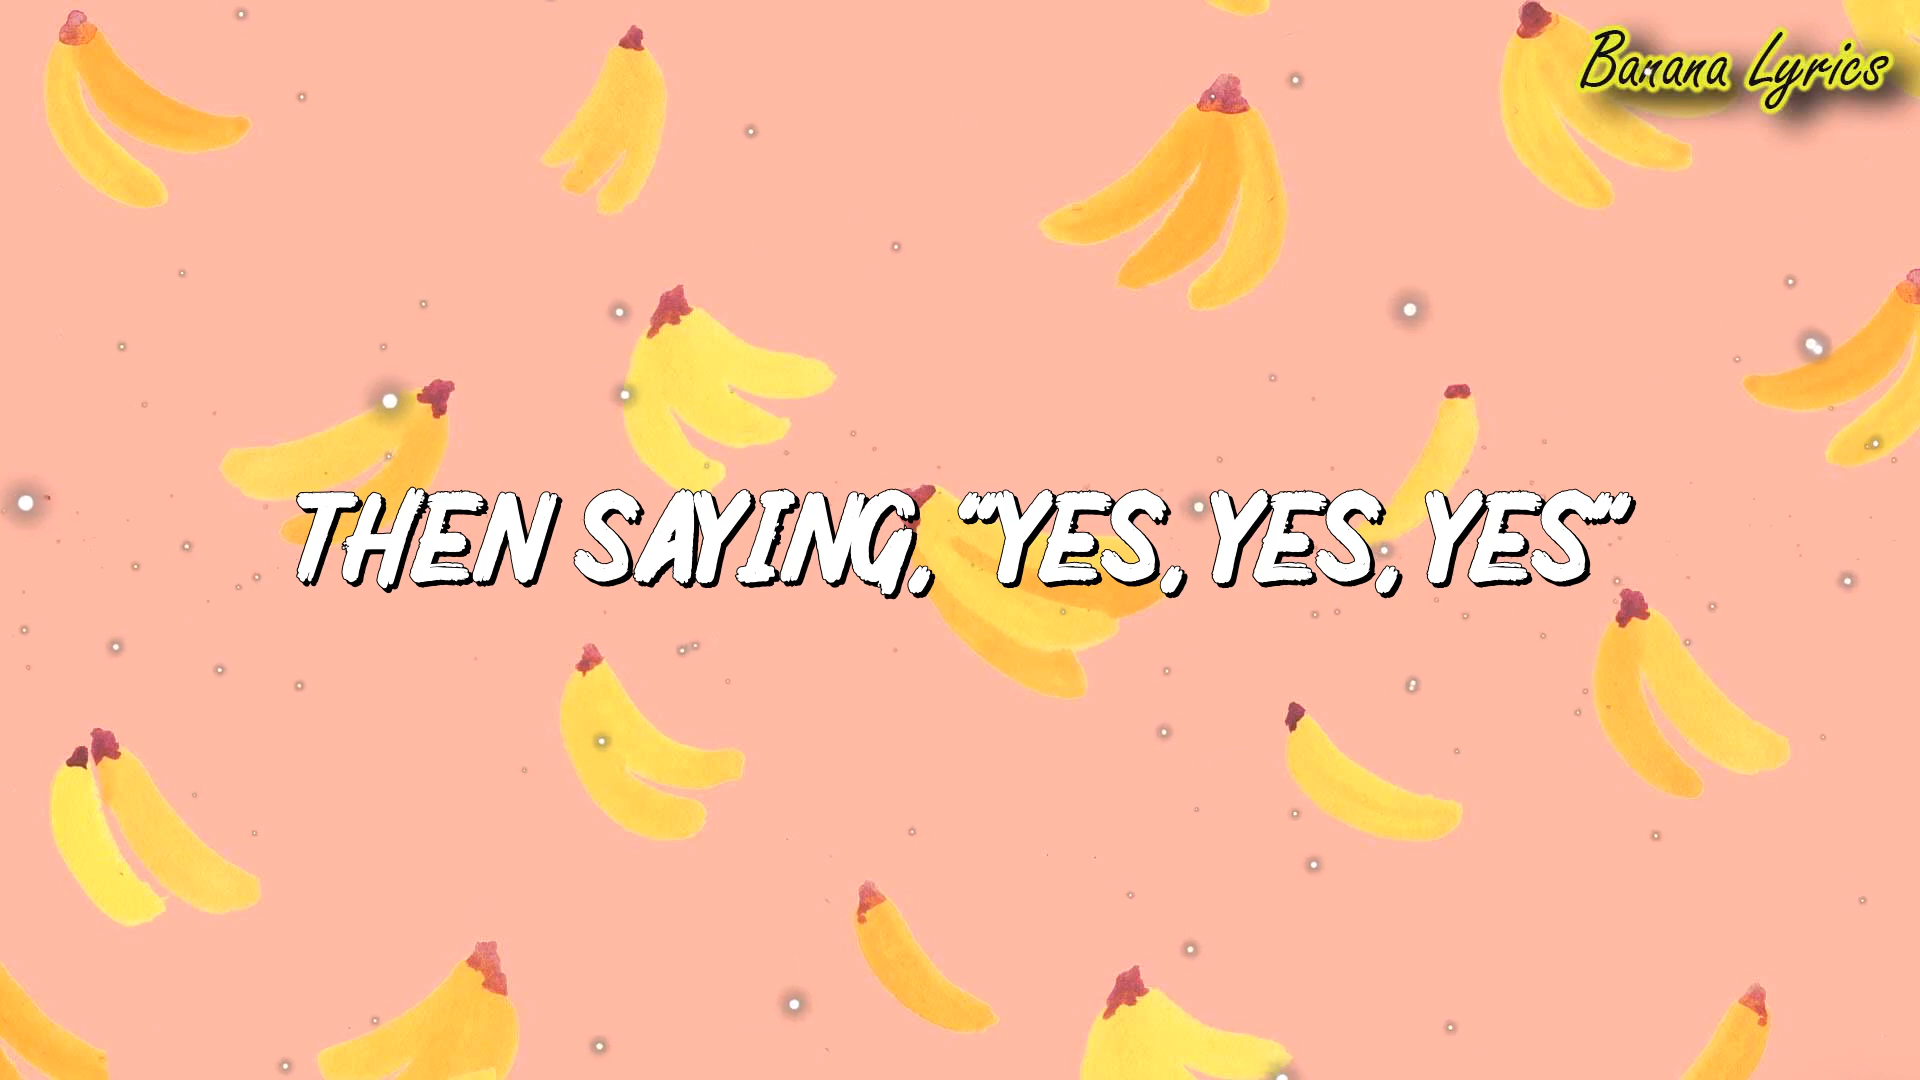 Banana Lyrics
THEN SAYING, “YES, YES, YES”